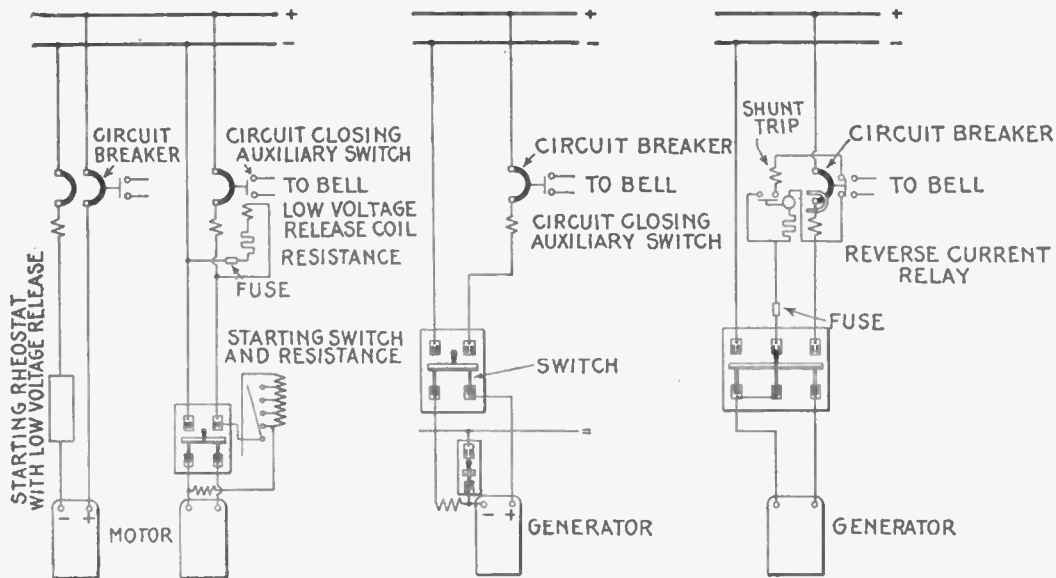 +
-
CIRCUIT
BREAKER
CIRCUIT CLOSING
AUXILIARY SWITCH
TO BELL
LOW VOLTAGE
RELEASE COIL
RESISTANCE
FUSE
STARTING RHEOSTAT
WITH LOW VOLTAGE RELEASE
STARTING SWITCH
AND RESISTANCE
- +
MOTOR
+
-
CIRCUIT BREAKER
TO BELL
CIRCUIT CLOSING
AUXILIARY SWITCH
SWITCH
=
- +
GENERATOR
+
-
SHUNT
TRIP
CIRCUIT BREAKER
TO BELL
REVERSE CURRENT
RELAY
FUSE
GENERATOR